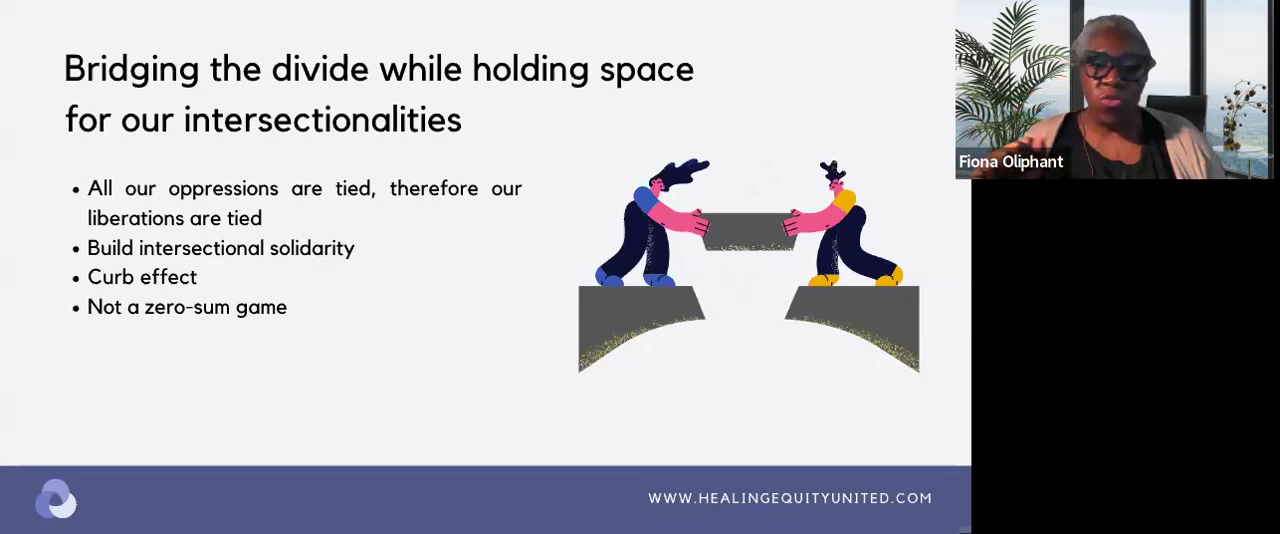 Bridging the divide while holding space
for our intersectionalities
• All our oppressions are tied, therefore our
liberations are tied
• Build intersectional solidarity
• Curb effect
• Not a zero-sum game
Fiona Oliphant
WWW.HEALINGEQUITYUNITED.COM